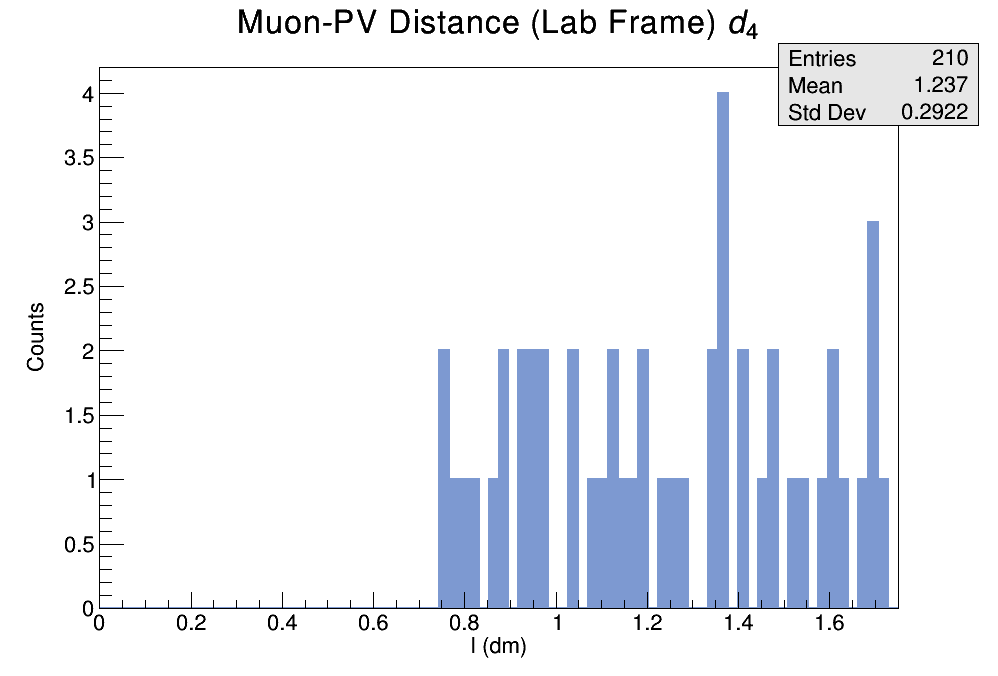 Muon-PV Distance (Lab Frame) d₄
Entries 210
Mean 1.237
Std Dev 0.2922
4
3.5
3
2.5
2
1.5
1
0.5
0
Counts
0 0.2 0.4 0.6 0.8 1 1.2 1.4 1.6
l (dm)